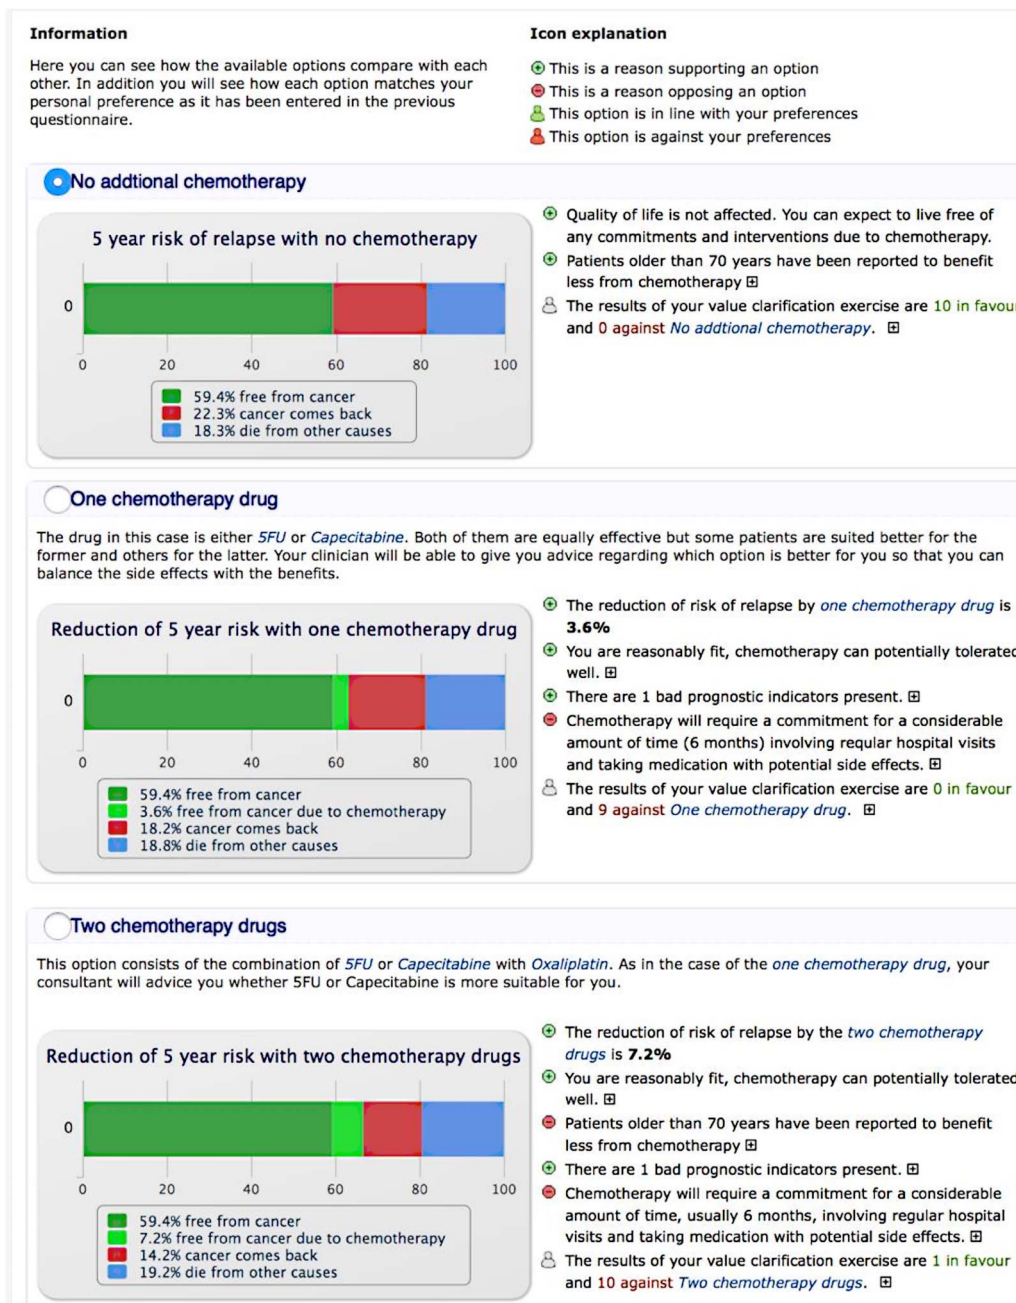 Information
Here you can see how the available options compare with each
other. In addition you will see how each option matches your
personal preference as it has been entered in the previous
questionnaire.
Icon explanation
This is a reason supporting an option
This is a reason opposing an option
This option is in line with your preferences
This option is against your preferences
No addtional chemotherapy
5 year risk of relapse with no chemotherapy
0
0 20 40 60 80 100
59.4% free from cancer
22.3% cancer comes back
18.3% die from other causes
Quality of life is not affected. You can expect to live free of
any commitments and interventions due to chemotherapy.
Patients older than 70 years have been reported to benefit
less from chemotherapy
The results of your value clarification exercise are 10 in favour
and 0 against No addtional chemotherapy.
One chemotherapy drug
The drug in this case is either 5FU or Capecitabine. Both of them are equally effective but some patients are suited better for the
former and others for the latter. Your clinician will be able to give you advice regarding which option is better for you so that you can
balance the side effects with the benefits.
Reduction of 5 year risk with one chemotherapy drug
0
0 20 40 60 80 100
59.4% free from cancer
3.6% free from cancer due to chemotherapy
18.2% cancer comes back
18.8% die from other causes
The reduction of risk of relapse by one chemotherapy drug is
3.6%
You are reasonably fit, chemotherapy can potentially tolerated
well.
There are 1 bad prognostic indicators present.
Chemotherapy will require a commitment for a considerable
amount of time (6 months) involving regular hospital visits
and taking medication with potential side effects.
The results of your value clarification exercise are 0 in favour
and 9 against One chemotherapy drug.
Two chemotherapy drugs
This option consists of the combination of 5FU or Capecitabine with Oxaliplatin. As in the case of the one chemotherapy drug, your
consultant will advice you whether 5FU or Capecitabine is more suitable for you.
Reduction of 5 year risk with two chemotherapy drugs
0
0 20 40 60 80 100
59.4% free from cancer
7.2% free from cancer due to chemotherapy
14.2% cancer comes back
19.2% die from other causes
The reduction of risk of relapse by the two chemotherapy
drugs is 7.2%
You are reasonably fit, chemotherapy can potentially tolerated
well.
Patients older than 70 years have been reported to benefit
less from chemotherapy
There are 1 bad prognostic indicators present.
Chemotherapy will require a commitment for a considerable
amount of time, usually 6 months, involving regular hospital
visits and taking medication with potential side effects.
The results of your value clarification exercise are 1 in favour
and 10 against Two chemotherapy drugs.